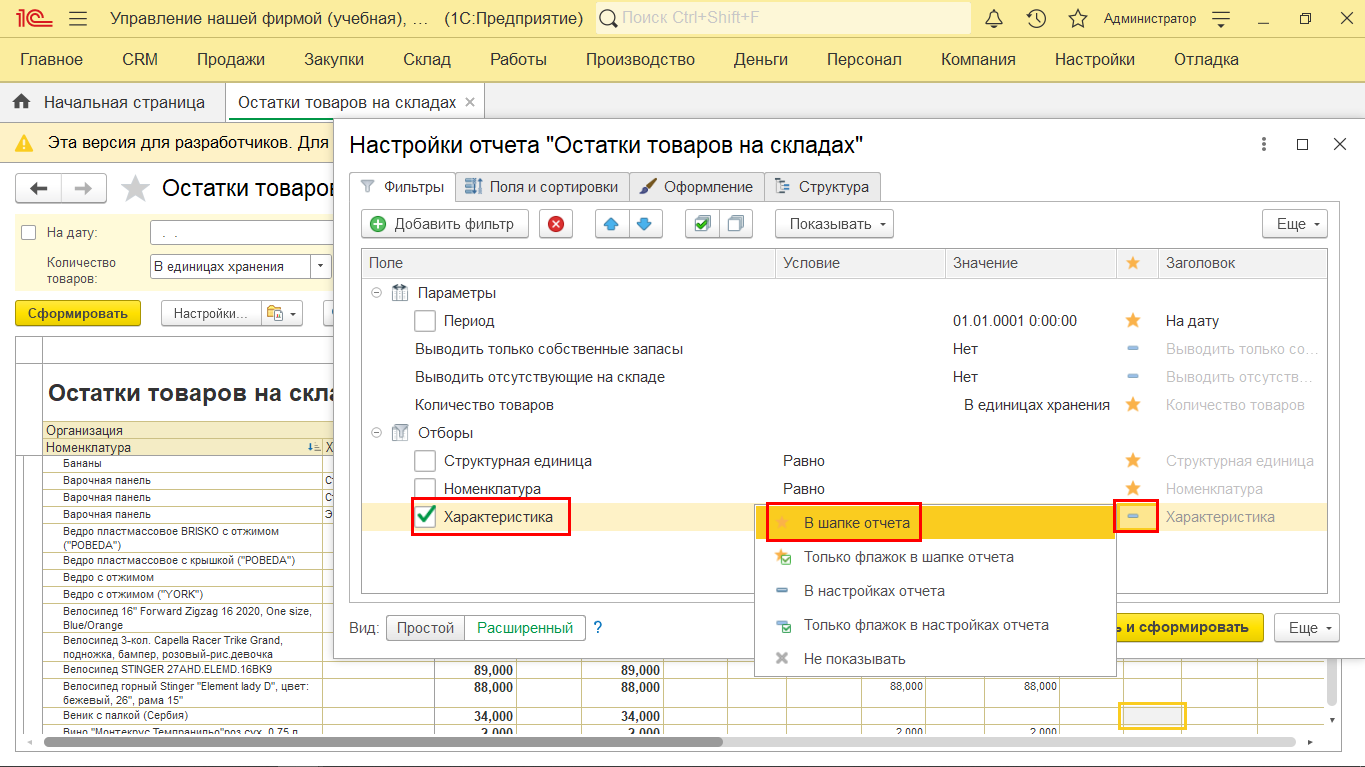 1С Управление нашей фирмой (учебная), ... (1С:Предприятие) Поиск Ctrl+Shift+F Администратор
Главное CRM Продажи Закупки Склад Работы Производство Деньги Персонал Компания Настройки Отладка
Начальная страница Остатки товаров на складах
Эта версия для разработчиков. Для
Остатки товаров
На дату: . .
Количество товаров: В единицах хранения
Сформировать Настройки...
Остатки товаров на скла
Организация
Номенклатура Х
Бананы
Варочная панель Ст
Варочная панель Ст
Варочная панель Э
Ведро пластмассовое BRISKO с отжимом
("POBEDA")
Ведро пластмассовое с крышкой ("POBEDA")
Ведро с отжимом
Ведро с отжимом ("YORK")
Велосипед 16" Forward Zigzag 16 2020, One size,
Blue/Orange
Велосипед 3-кол. Capella Racer Trike Grand,
подножка, бампер, розовый-рис.девочка
Велосипед STINGER 27AHD.ELEMD.16BK9 89,000 89,000
Велосипед горный Stinger "Element lady D", цвет: 88,000 88,000 88,000 88,000
бежевый, 26", рама 15"
Веник с палкой (Сербия) 34,000 34,000
Вино "Монтекрус Темпранильо"роз.сух. 0,75 л 2,000 2,000
Настройки отчета "Остатки товаров на складах"
Фильтры Поля и сортировки Оформление Структура
Добавить фильтр Показывать Еще
Поле Условие Значение Заголовок
Параметры
Период 01.01.0001 0:00:00 На дату
Выводить только собственные запасы Нет Выводить только со...
Выводить отсутствующие на складе Нет Выводить отсутств...
Количество товаров В единицах хранения Количество товаров
Отборы
Структурная единица Равно Структурная единица
Номенклатура Равно Номенклатура
Характеристика Характеристика
В шапке отчета
Только флажок в шапке отчета
В настройках отчета
Только флажок в настройках отчета
Не показывать
Вид: Простой Расширенный ? ь и сформировать Еще